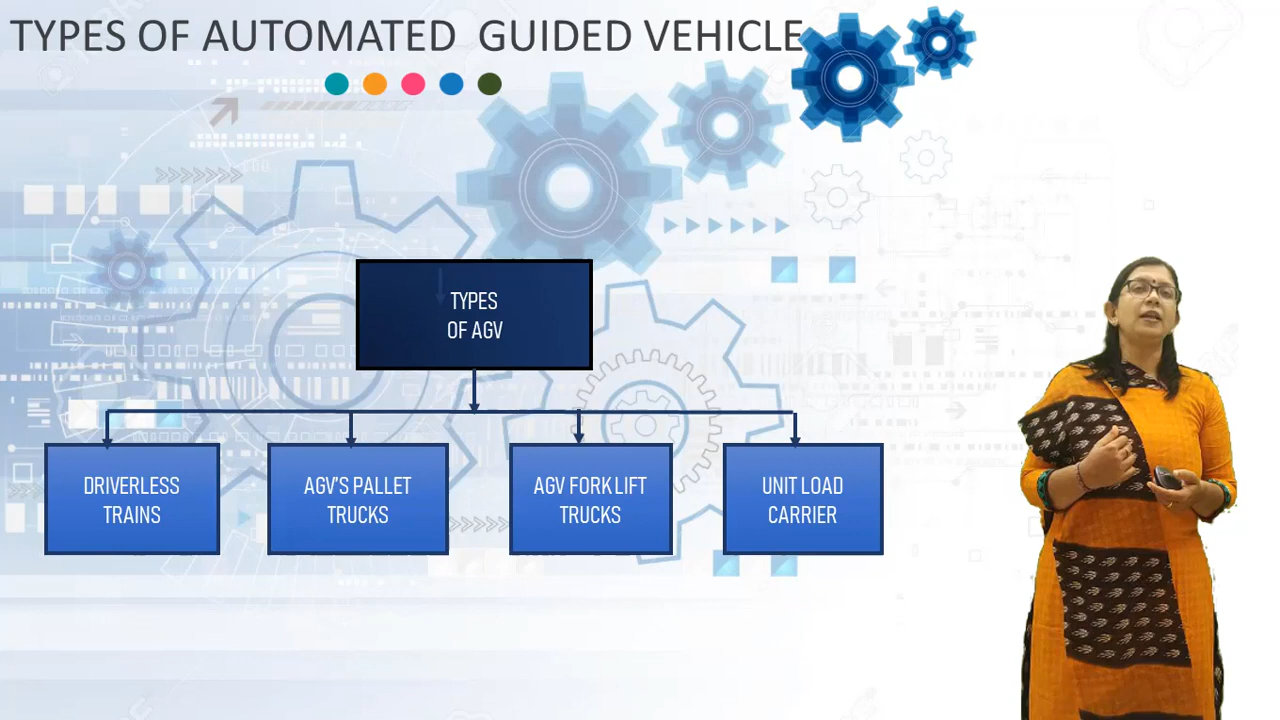 TYPES OF AUTOMATED GUIDED VEHICLE
TYPES
OF AGV
DRIVERLESS
TRAINS
AGV'S PALLET
TRUCKS
AGV FORK LIFT
TRUCKS
UNIT LOAD
CARRIER